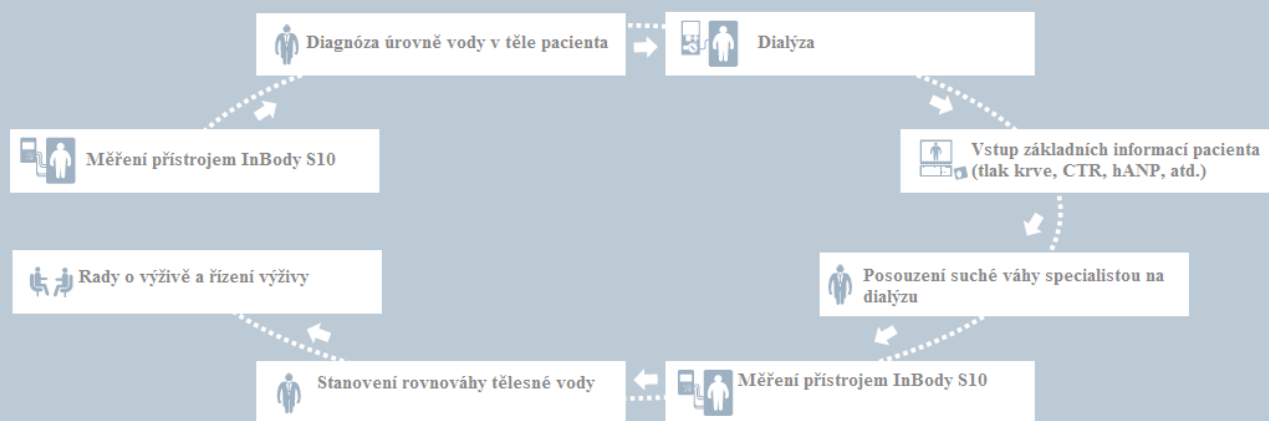 Diagnóza úrovně vody v těle pacienta
Dialýza
Měření přístrojem InBody S10
Vstup základních informací pacienta
(tlak krve, CTR, hANP, atd.)
Rady o výživě a řízení výživy
Posouzení suché váhy specialistou na
dialýzu
Stanovení rovnováhy tělesné vody
Měření přístrojem InBody S10